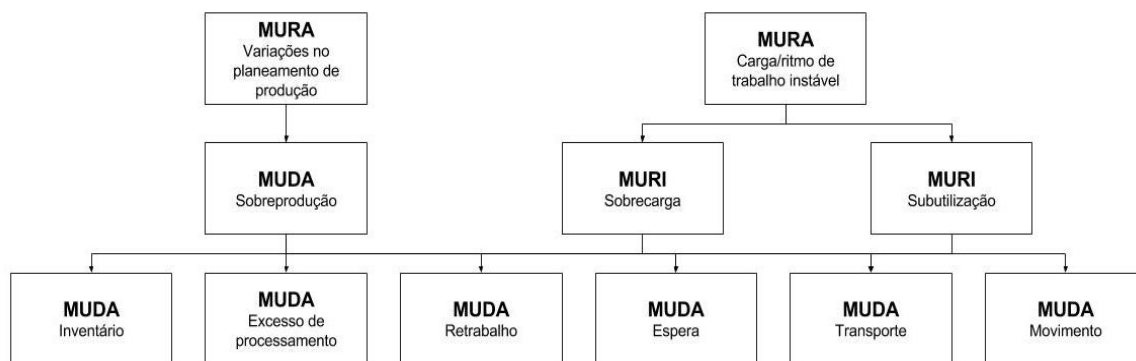 MURA
Variações no
planeamento de
produção
MURA
Carga/ritmo de
trabalho instável
MUDA
Sobreprodução
MURI
Sobrecarga
MURI
Subutilização
MUDA
Inventário
MUDA
Excesso de
processamento
MUDA
Retrabalho
MUDA
Espera
MUDA
Transporte
MUDA
Movimento